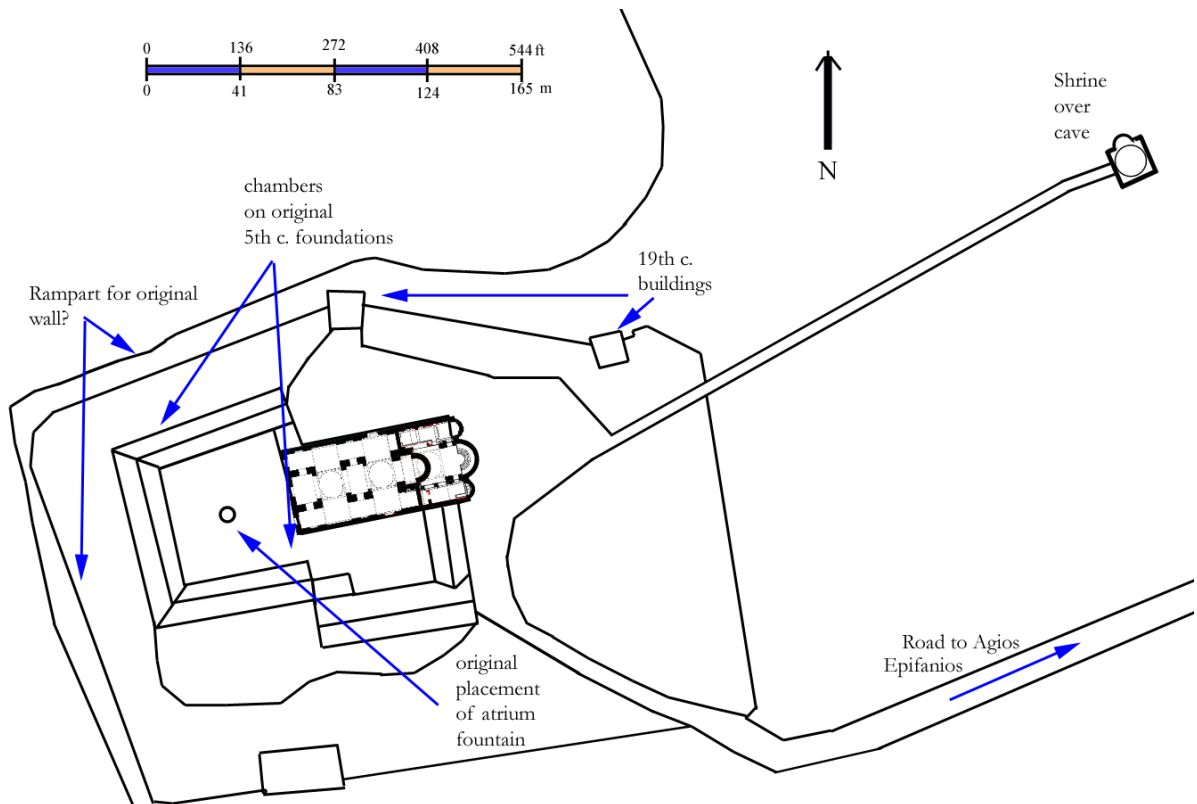 0 136 272 408 544 ft
0 41 83 124 165 m
N
Shrine
over
cave
chambers
on original
5th c. foundations
19th c.
buildings
Rampart for original
wall?
original
placement
of atrium
fountain
Road to Agios
Epifanios